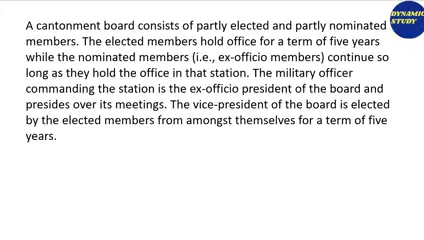 DYNAMIC
STUDY
A cantonment board consists of partly elected and partly nominated
members. The elected members hold office for a term of five years
while the nominated members (i.e., ex-officio members) continue so
long as they hold the office in that station. The military officer
commanding the station is the ex-officio president of the board and
presides over its meetings. The vice-president of the board is elected
by the elected members from amongst themselves for a term of five
years.